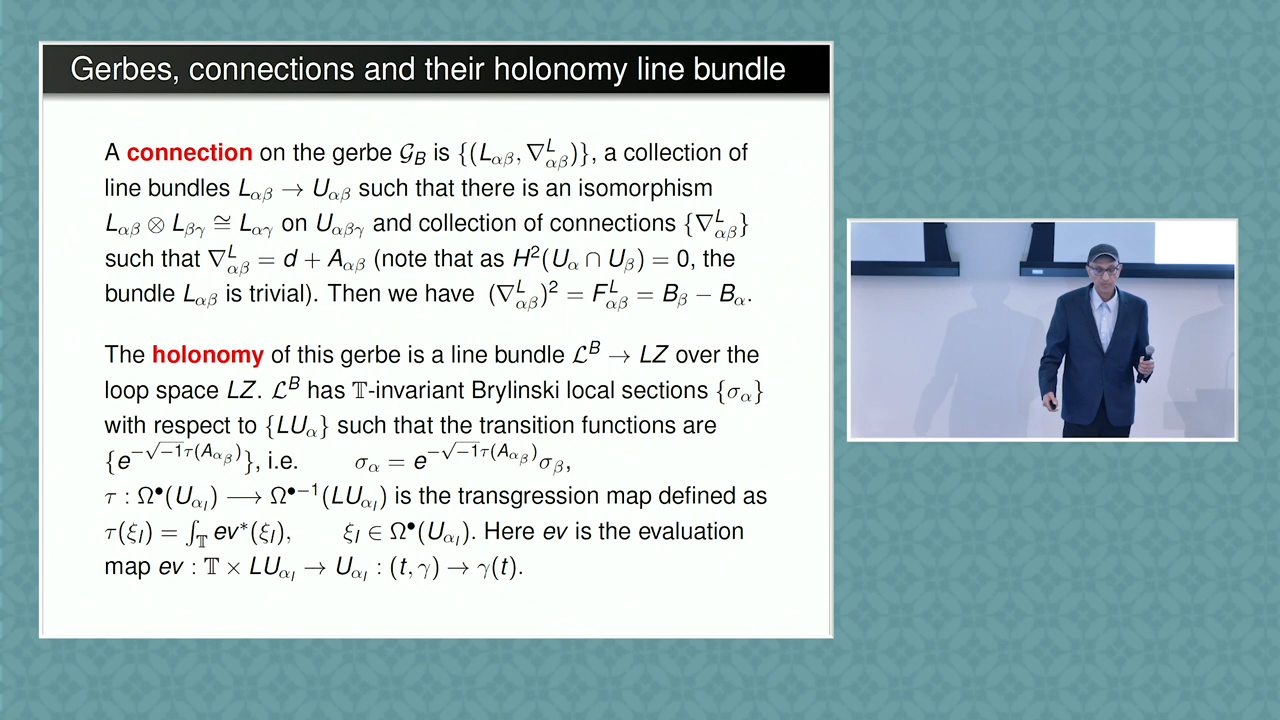 Gerbes, connections and their holonomy line bundle
A connection on the gerbe 𝒢_B is {(L_{αβ}, ∇^L_{αβ})}, a collection of
line bundles L_{αβ} → U_{αβ} such that there is an isomorphism
L_{αβ} ⊗ L_{βγ} ≅ L_{αγ} on U_{αβγ} and collection of connections {∇^L_{αβ}}
such that ∇^L_{αβ} = d + A_{αβ} (note that as H²(U_α ∩ U_β) = 0, the
bundle L_{αβ} is trivial). Then we have (∇^L_{αβ})² = F^L_{αβ} = B_β − B_α.
The holonomy of this gerbe is a line bundle ℒ^B → LZ over the
loop space LZ. ℒ^B has 𝕋-invariant Brylinski local sections {σ_α}
with respect to {LU_α} such that the transition functions are
{e^{−√−1τ(A_{αβ})}}, i.e. σ_α = e^{−√−1τ(A_{αβ})}σ_β,
τ : Ω^•(U_{α_I}) ⟶ Ω^{•−1}(LU_{α_I}) is the transgression map defined as
τ(ξ_I) = ∫_𝕋 ev*(ξ_I), ξ_I ∈ Ω^•(U_{α_I}). Here ev is the evaluation
map ev : 𝕋 × LU_{α_I} → U_{α_I} : (t, γ) → γ(t).